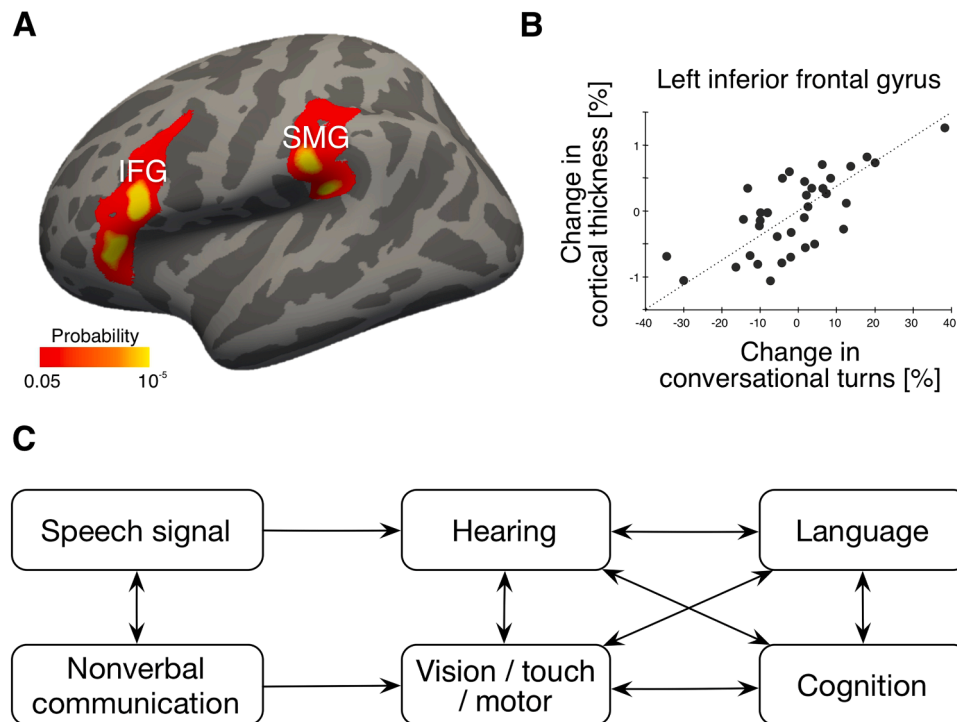 A
IFG
SMG
Probability
0.05
10⁻⁵
B
Left inferior frontal gyrus
Change in
cortical thickness [%]
1
0
-1
-40
-30
-20
-10
0
10
20
30
40
Change in
conversational turns [%]
C
Speech signal
Hearing
Language
Nonverbal
communication
Vision / touch
/ motor
Cognition